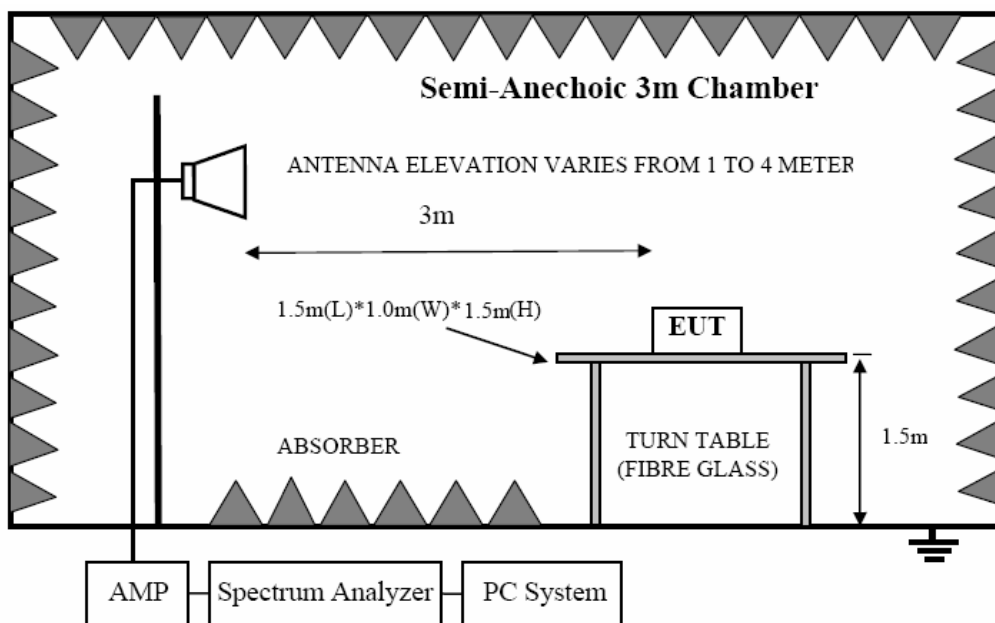 Semi-Anechoic 3m Chamber
ANTENNA ELEVATION VARIES FROM 1 TO 4 METER
3m
1.5m(L)*1.0m(W)*1.5m(H)
EUT
ABSORBER
TURN TABLE
(FIBRE GLASS)
1.5m
AMP
Spectrum Analyzer
PC System